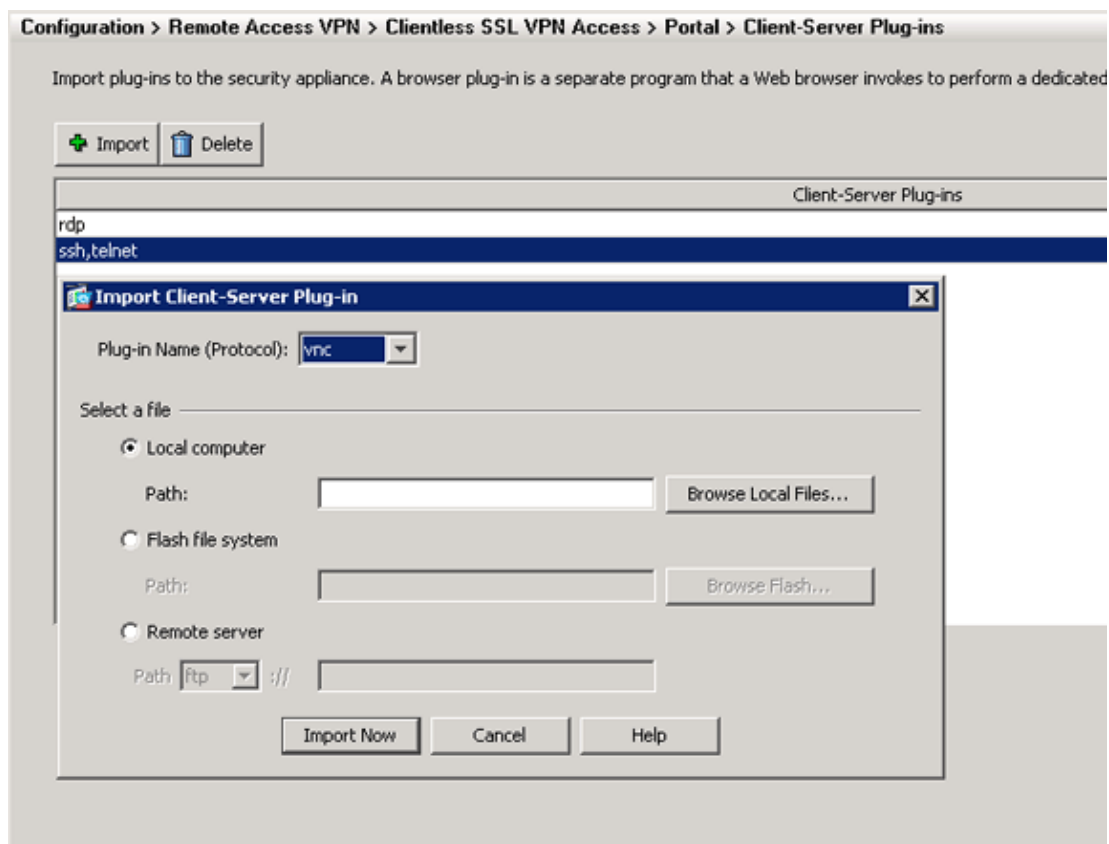 Configuration > Remote Access VPN > Clientless SSL VPN Access > Portal > Client-Server Plug-ins
Import plug-ins to the security appliance. A browser plug-in is a separate program that a Web browser invokes to perform a dedicated
Import Delete
Client-Server Plug-ins
rdp
ssh,telnet
Import Client-Server Plug-in
Plug-in Name (Protocol): vnc
Select a file
Local computer
Path: Browse Local Files...
Flash file system
Path: Browse Flash...
Remote server
Path ftp ://
Import Now Cancel Help